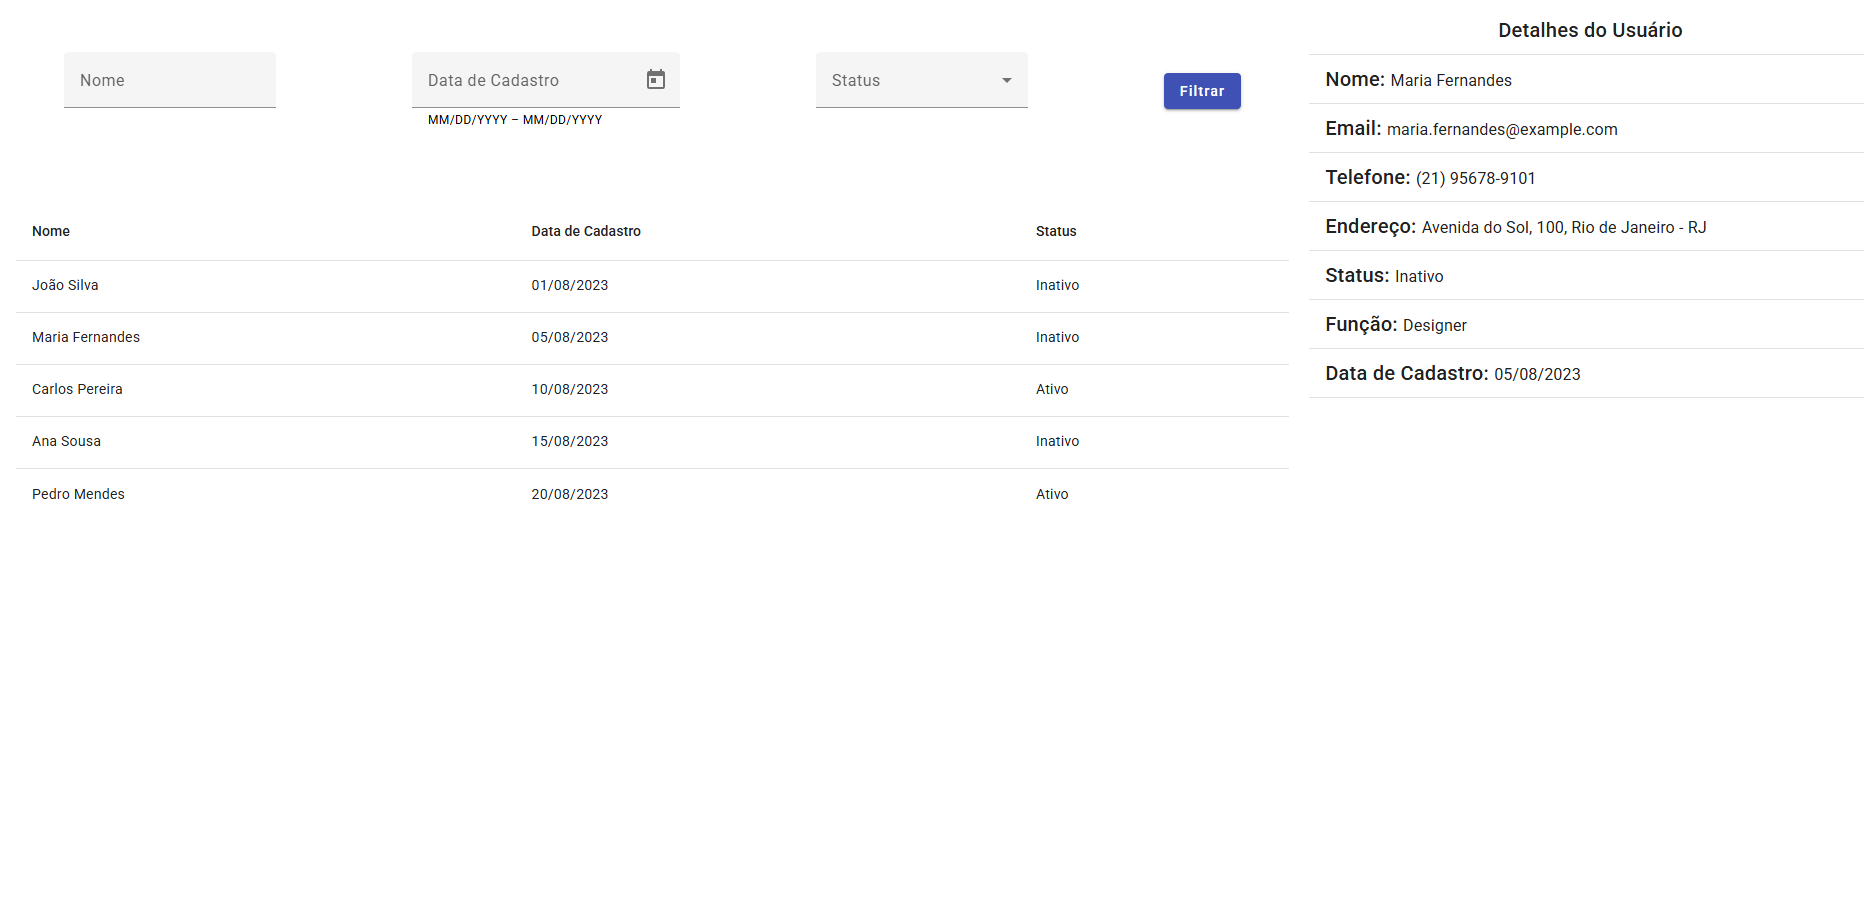 Nome
Data de Cadastro
MM/DD/YYYY – MM/DD/YYYY
Status
Filtrar
Nome Data de Cadastro Status
João Silva 01/08/2023 Inativo
Maria Fernandes 05/08/2023 Inativo
Carlos Pereira 10/08/2023 Ativo
Ana Sousa 15/08/2023 Inativo
Pedro Mendes 20/08/2023 Ativo
Detalhes do Usuário
Nome: Maria Fernandes
Email: maria.fernandes@example.com
Telefone: (21) 95678-9101
Endereço: Avenida do Sol, 100, Rio de Janeiro - RJ
Status: Inativo
Função: Designer
Data de Cadastro: 05/08/2023